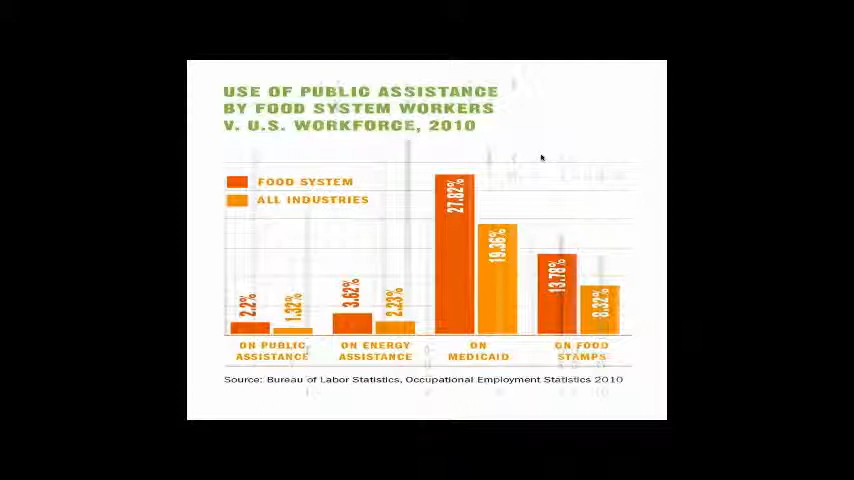 USE OF PUBLIC ASSISTANCE
BY FOOD SYSTEM WORKERS
V. U.S. WORKFORCE, 2010
FOOD SYSTEM
ALL INDUSTRIES
2.2%
1.32%
3.62%
2.23%
27.82%
19.36%
13.78%
8.32%
ON PUBLIC
ASSISTANCE
ON ENERGY
ASSISTANCE
ON
MEDICAID
ON FOOD
STAMPS
Source: Bureau of Labor Statistics, Occupational Employment Statistics 2010